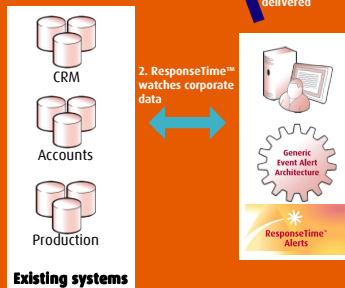 delivered
CRM
Accounts
Production
Existing systems
2. ResponseTime™
watches corporate
data
Generic
Event Alert
Architecture
ResponseTime™
Alerts